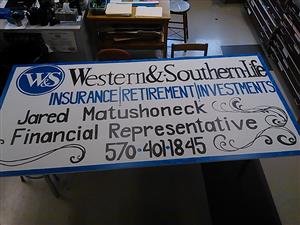 W&S Western & Southern Life
INSURANCE | RETIREMENT | INVESTMENTS
Jared Matushoneck
Financial Representative
570-401-1845